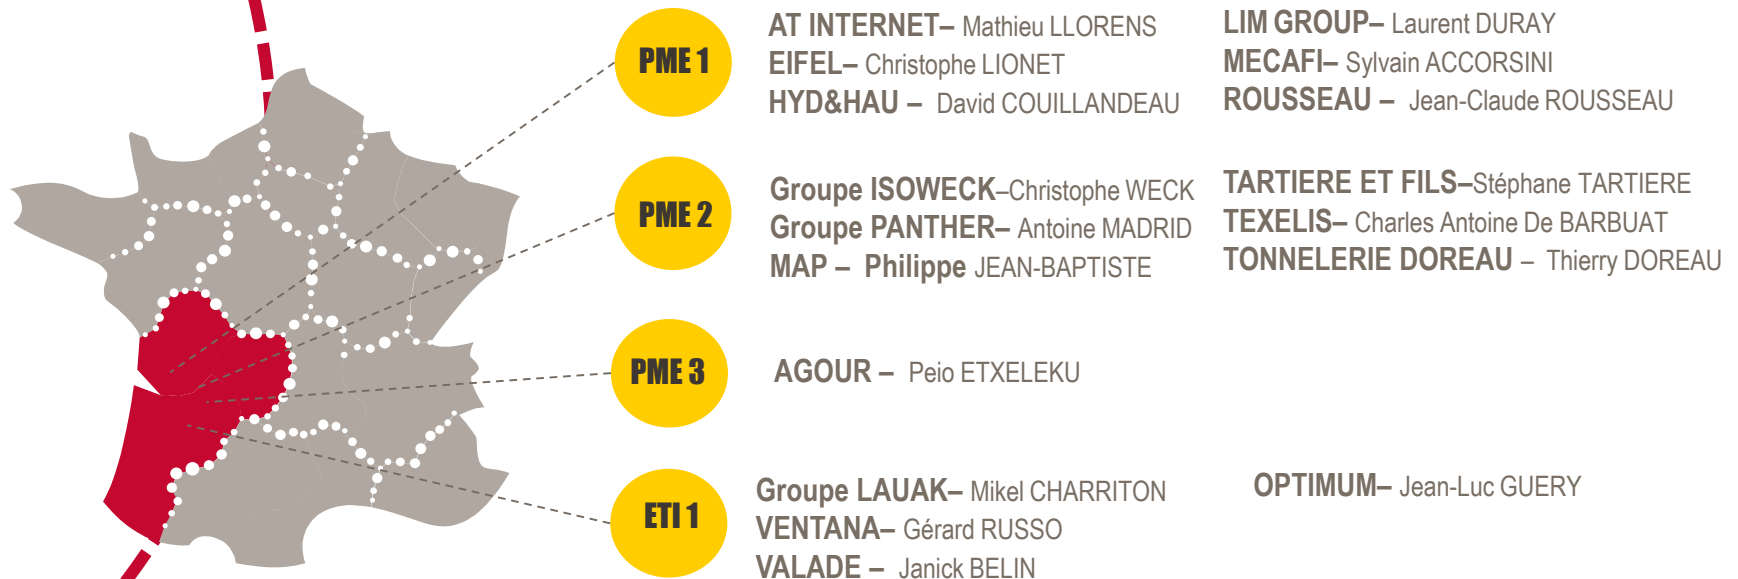 PME 1
AT INTERNET– Mathieu LLORENS
EIFEL– Christophe LIONET
HYD&HAU – David COUILLANDEAU
LIM GROUP– Laurent DURAY
MECAFI– Sylvain ACCORSINI
ROUSSEAU – Jean-Claude ROUSSEAU
PME 2
Groupe ISOWECK–Christophe WECK
Groupe PANTHER– Antoine MADRID
MAP – Philippe JEAN-BAPTISTE
TARTIERE ET FILS–Stéphane TARTIERE
TEXELIS– Charles Antoine De BARBUAT
TONNELERIE DOREAU – Thierry DOREAU
PME 3
AGOUR – Peio ETXELEKU
ETI 1
Groupe LAUAK– Mikel CHARRITON
VENTANA– Gérard RUSSO
VALADE – Janick BELIN
OPTIMUM– Jean-Luc GUERY